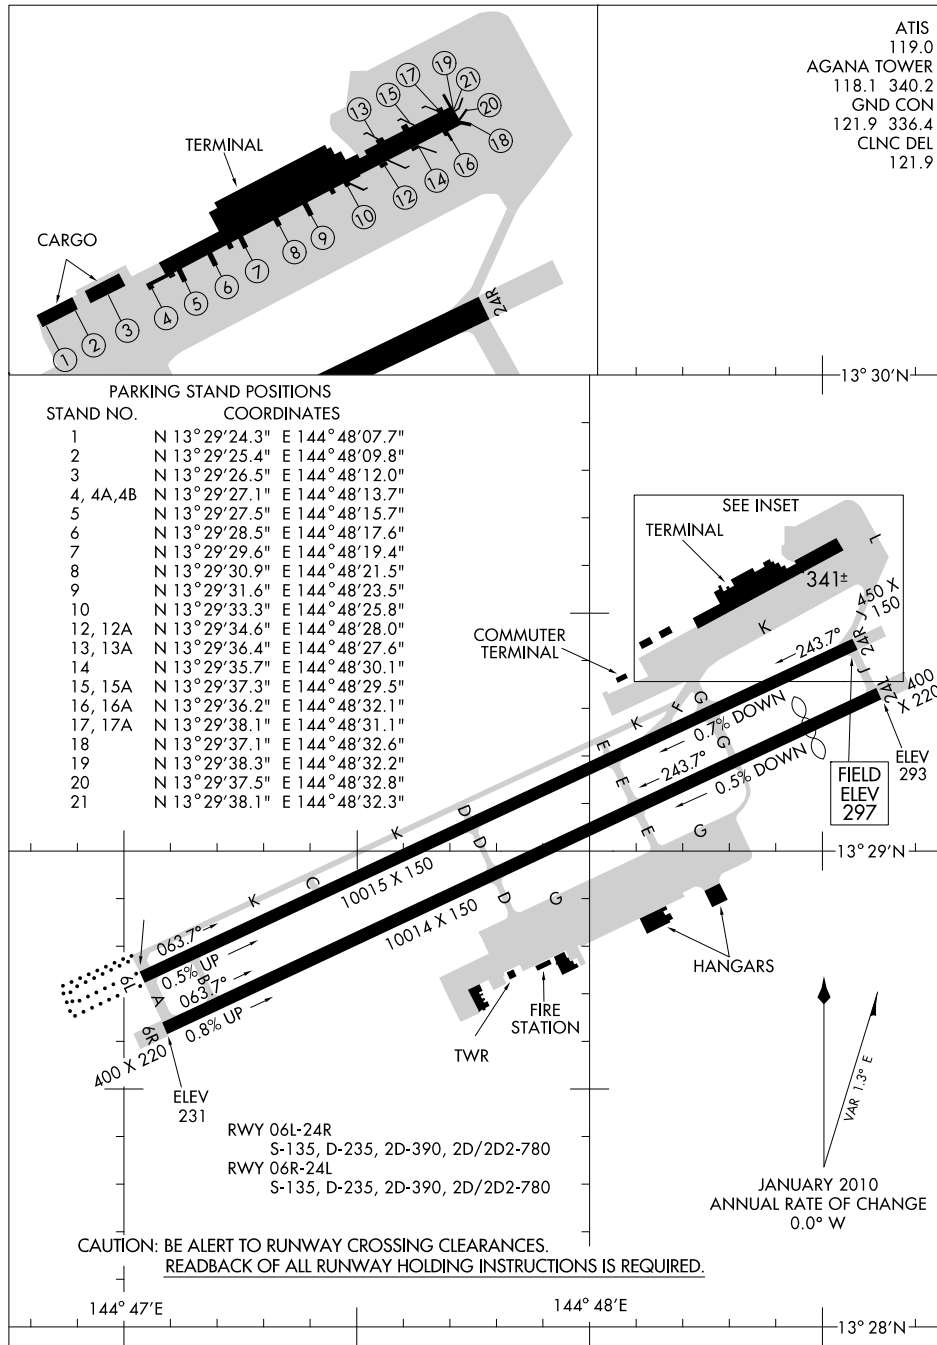 ATIS
119.0
AGANA TOWER
118.1 340.2
GND CON
121.9 336.4
CLNC DEL
121.9
TERMINAL
CARGO
1
2
3
4
5
6
7
8
9
10
12
13
14
15
16
17
18
19
20
21
24R
13°30'N
PARKING STAND POSITIONS
STAND NO. COORDINATES
1 N 13°29'24.3" E 144°48'07.7"
2 N 13°29'25.4" E 144°48'09.8"
3 N 13°29'26.5" E 144°48'12.0"
4, 4A,4B N 13°29'27.1" E 144°48'13.7"
5 N 13°29'27.5" E 144°48'15.7"
6 N 13°29'28.5" E 144°48'17.6"
7 N 13°29'29.6" E 144°48'19.4"
8 N 13°29'30.9" E 144°48'21.5"
9 N 13°29'31.6" E 144°48'23.5"
10 N 13°29'33.3" E 144°48'25.8"
12, 12A N 13°29'34.6" E 144°48'28.0"
13, 13A N 13°29'36.4" E 144°48'27.6"
14 N 13°29'35.7" E 144°48'30.1"
15, 15A N 13°29'37.3" E 144°48'29.5"
16, 16A N 13°29'36.2" E 144°48'32.1"
17, 17A N 13°29'38.1" E 144°48'31.1"
18 N 13°29'37.1" E 144°48'32.6"
19 N 13°29'38.3" E 144°48'32.2"
20 N 13°29'37.5" E 144°48'32.8"
21 N 13°29'38.1" E 144°48'32.3"
SEE INSET
TERMINAL
L
341±
450 X
150
K
J
24R
243.7°
COMMUTER
TERMINAL
J
24L
400
X 220
G
F
K
E
0.7% DOWN
G
E
243.7°
0.5% DOWN
ELEV
293
FIELD
ELEV
297
E
G
13°29'N
D
K
D
D
G
C
K
10015 X 150
10014 X 150
063.7°
0.5% UP
B
063.7°
0.8% UP
6L
A
6R
400 X 220
ELEV
231
HANGARS
FIRE
STATION
TWR
VAR 1.3° E
RWY 06L-24R
S-135, D-235, 2D-390, 2D/2D2-780
RWY 06R-24L
S-135, D-235, 2D-390, 2D/2D2-780
JANUARY 2010
ANNUAL RATE OF CHANGE
0.0° W
CAUTION: BE ALERT TO RUNWAY CROSSING CLEARANCES.
READBACK OF ALL RUNWAY HOLDING INSTRUCTIONS IS REQUIRED.
144°47'E
144°48'E
13°28'N